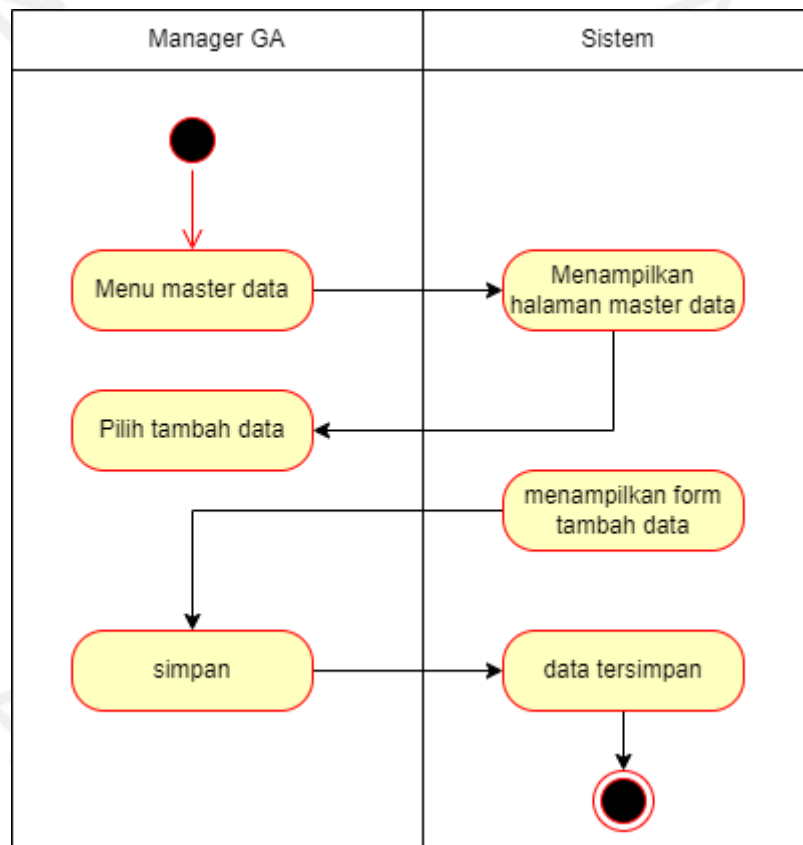 Manager GA
Sistem
Menu master data
Menampilkan
halaman master data
Pilih tambah data
menampilkan form
tambah data
simpan
data tersimpan